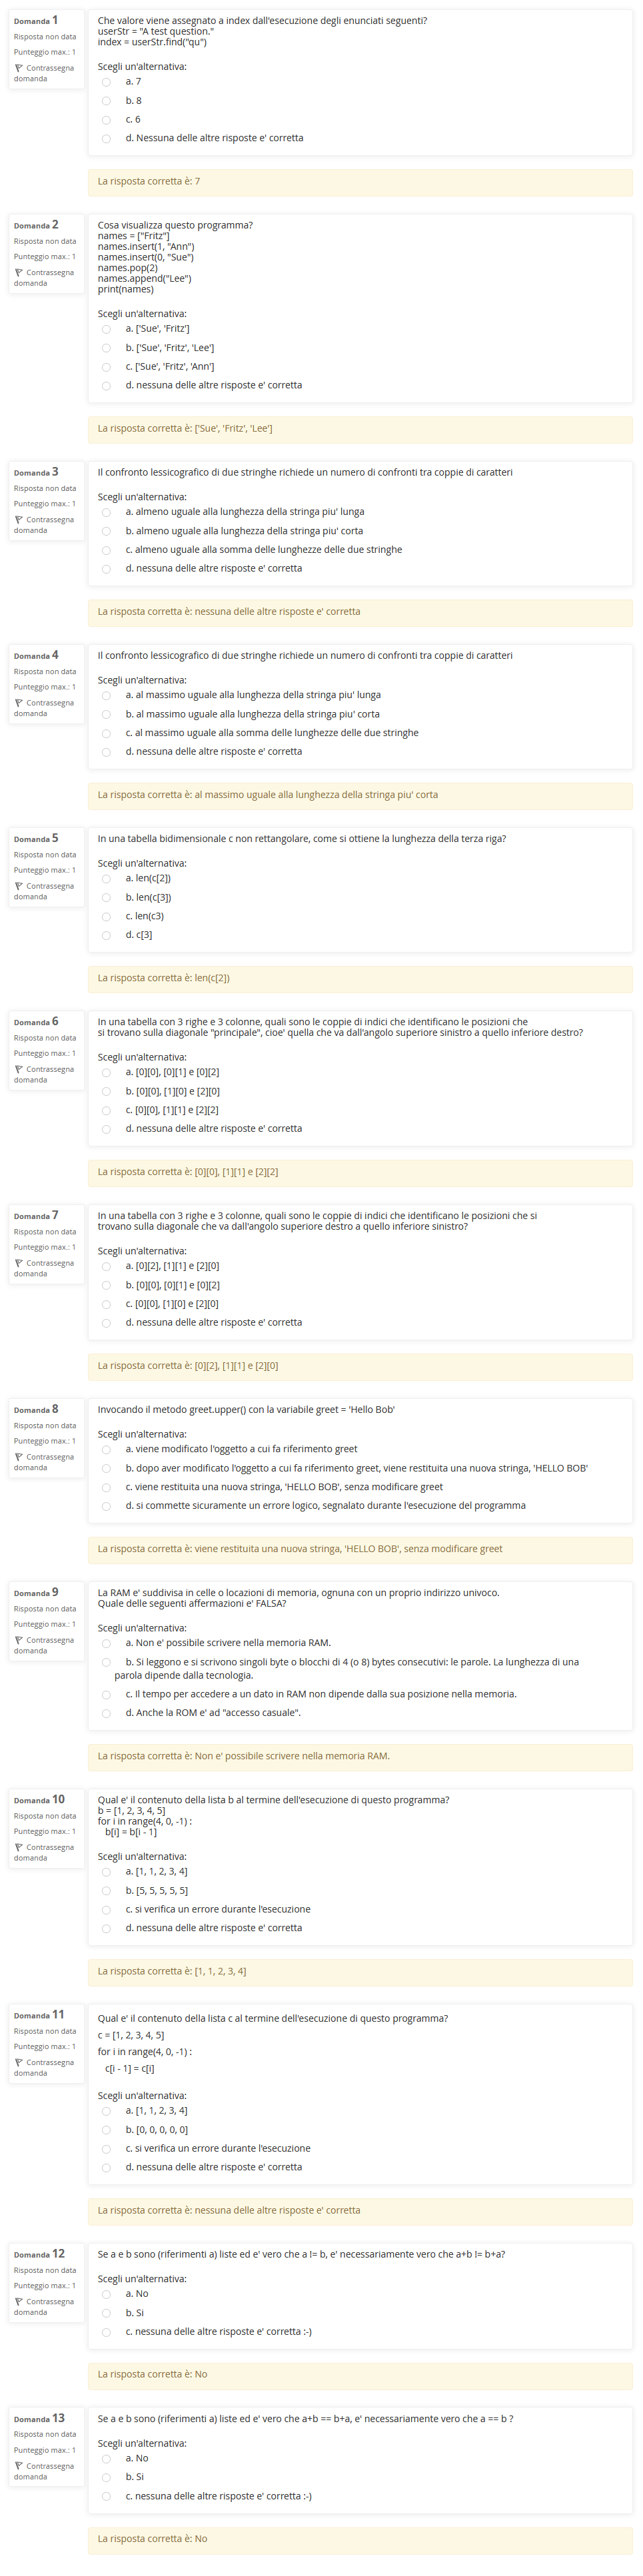 Domanda 1
Risposta non data
Punteggio max.: 1
Contrassegna
domanda
Che valore viene assegnato a index dall'esecuzione degli enunciati seguenti?
userStr = "A test question."
index = userStr.find("qu")
Scegli un'alternativa:
a. 7
b. 8
c. 6
d. Nessuna delle altre risposte e' corretta
La risposta corretta è: 7
Domanda 2
Risposta non data
Punteggio max.: 1
Contrassegna
domanda
Cosa visualizza questo programma?
names = ["Fritz"]
names.insert(1, "Ann")
names.insert(0, "Sue")
names.pop(2)
names.append("Lee")
print(names)
Scegli un'alternativa:
a. ['Sue', 'Fritz']
b. ['Sue', 'Fritz', 'Lee']
c. ['Sue', 'Fritz', 'Ann']
d. nessuna delle altre risposte e' corretta
La risposta corretta è: ['Sue', 'Fritz', 'Lee']
Domanda 3
Risposta non data
Punteggio max.: 1
Contrassegna
domanda
Il confronto lessicografico di due stringhe richiede un numero di confronti tra coppie di caratteri
Scegli un'alternativa:
a. almeno uguale alla lunghezza della stringa piu' lunga
b. almeno uguale alla lunghezza della stringa piu' corta
c. almeno uguale alla somma delle lunghezze delle due stringhe
d. nessuna delle altre risposte e' corretta
La risposta corretta è: nessuna delle altre risposte e' corretta
Domanda 4
Risposta non data
Punteggio max.: 1
Contrassegna
domanda
Il confronto lessicografico di due stringhe richiede un numero di confronti tra coppie di caratteri
Scegli un'alternativa:
a. al massimo uguale alla lunghezza della stringa piu' lunga
b. al massimo uguale alla lunghezza della stringa piu' corta
c. al massimo uguale alla somma delle lunghezze delle due stringhe
d. nessuna delle altre risposte e' corretta
La risposta corretta è: al massimo uguale alla lunghezza della stringa piu' corta
Domanda 5
Risposta non data
Punteggio max.: 1
Contrassegna
domanda
In una tabella bidimensionale c non rettangolare, come si ottiene la lunghezza della terza riga?
Scegli un'alternativa:
a. len(c[2])
b. len(c[3])
c. len(c3)
d. c[3]
La risposta corretta è: len(c[2])
Domanda 6
Risposta non data
Punteggio max.: 1
Contrassegna
domanda
In una tabella con 3 righe e 3 colonne, quali sono le coppie di indici che identificano le posizioni che
si trovano sulla diagonale "principale", cioe' quella che va dall'angolo superiore sinistro a quello inferiore destro?
Scegli un'alternativa:
a. [0][0], [0][1] e [0][2]
b. [0][0], [1][0] e [2][0]
c. [0][0], [1][1] e [2][2]
d. nessuna delle altre risposte e' corretta
La risposta corretta è: [0][0], [1][1] e [2][2]
Domanda 7
Risposta non data
Punteggio max.: 1
Contrassegna
domanda
In una tabella con 3 righe e 3 colonne, quali sono le coppie di indici che identificano le posizioni che si
trovano sulla diagonale che va dall'angolo superiore destro a quello inferiore sinistro?
Scegli un'alternativa:
a. [0][2], [1][1] e [2][0]
b. [0][0], [0][1] e [0][2]
c. [0][0], [1][0] e [2][0]
d. nessuna delle altre risposte e' corretta
La risposta corretta è: [0][2], [1][1] e [2][0]
Domanda 8
Risposta non data
Punteggio max.: 1
Contrassegna
domanda
Invocando il metodo greet.upper() con la variabile greet = 'Hello Bob'
Scegli un'alternativa:
a. viene modificato l'oggetto a cui fa riferimento greet
b. dopo aver modificato l'oggetto a cui fa riferimento greet, viene restituita una nuova stringa, 'HELLO BOB'
c. viene restituita una nuova stringa, 'HELLO BOB', senza modificare greet
d. si commette sicuramente un errore logico, segnalato durante l'esecuzione del programma
La risposta corretta è: viene restituita una nuova stringa, 'HELLO BOB', senza modificare greet
Domanda 9
Risposta non data
Punteggio max.: 1
Contrassegna
domanda
La RAM e' suddivisa in celle o locazioni di memoria, ognuna con un proprio indirizzo univoco.
Quale delle seguenti affermazioni e' FALSA?
Scegli un'alternativa:
a. Non e' possibile scrivere nella memoria RAM.
b. Si leggono e si scrivono singoli byte o blocchi di 4 (o 8) bytes consecutivi: le parole. La lunghezza di una
parola dipende dalla tecnologia.
c. Il tempo per accedere a un dato in RAM non dipende dalla sua posizione nella memoria.
d. Anche la ROM e' ad "accesso casuale".
La risposta corretta è: Non e' possibile scrivere nella memoria RAM.
Domanda 10
Risposta non data
Punteggio max.: 1
Contrassegna
domanda
Qual e' il contenuto della lista b al termine dell'esecuzione di questo programma?
b = [1, 2, 3, 4, 5]
for i in range(4, 0, -1) :
b[i] = b[i - 1]
Scegli un'alternativa:
a. [1, 1, 2, 3, 4]
b. [5, 5, 5, 5, 5]
c. si verifica un errore durante l'esecuzione
d. nessuna delle altre risposte e' corretta
La risposta corretta è: [1, 1, 2, 3, 4]
Domanda 11
Risposta non data
Punteggio max.: 1
Contrassegna
domanda
Qual e' il contenuto della lista c al termine dell'esecuzione di questo programma?
c = [1, 2, 3, 4, 5]
for i in range(4, 0, -1) :
c[i - 1] = c[i]
Scegli un'alternativa:
a. [1, 1, 2, 3, 4]
b. [0, 0, 0, 0, 0]
c. si verifica un errore durante l'esecuzione
d. nessuna delle altre risposte e' corretta
La risposta corretta è: nessuna delle altre risposte e' corretta
Domanda 12
Risposta non data
Punteggio max.: 1
Contrassegna
domanda
Se a e b sono (riferimenti a) liste ed e' vero che a != b, e' necessariamente vero che a+b != b+a?
Scegli un'alternativa:
a. No
b. Si
c. nessuna delle altre risposte e' corretta :-)
La risposta corretta è: No
Domanda 13
Risposta non data
Punteggio max.: 1
Contrassegna
domanda
Se a e b sono (riferimenti a) liste ed e' vero che a+b == b+a, e' necessariamente vero che a == b ?
Scegli un'alternativa:
a. No
b. Si
c. nessuna delle altre risposte e' corretta :-)
La risposta corretta è: No